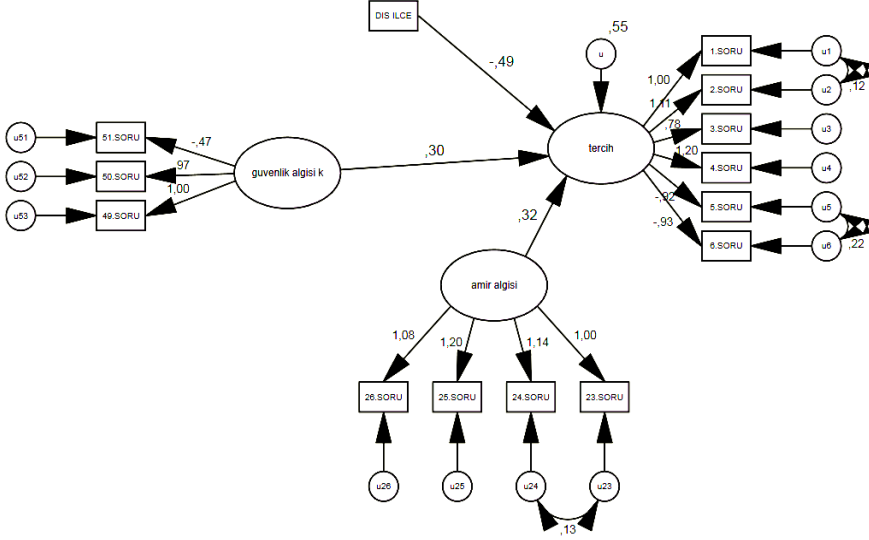 DIS ILCE
,55
u
-,49
1,00
1,11
,78
1,20
-,92
-,93
1.SORU
2.SORU
3.SORU
4.SORU
5.SORU
6.SORU
u1
u2
u3
u4
u5
u6
,12
,22
tercih
,30
,32
u51
u52
u53
51.SORU
50.SORU
49.SORU
-,47
,97
1,00
guvenlik algisi k
amir algisi
1,08
1,20
1,14
1,00
26.SORU
25.SORU
24.SORU
23.SORU
u26
u25
u24
u23
,13